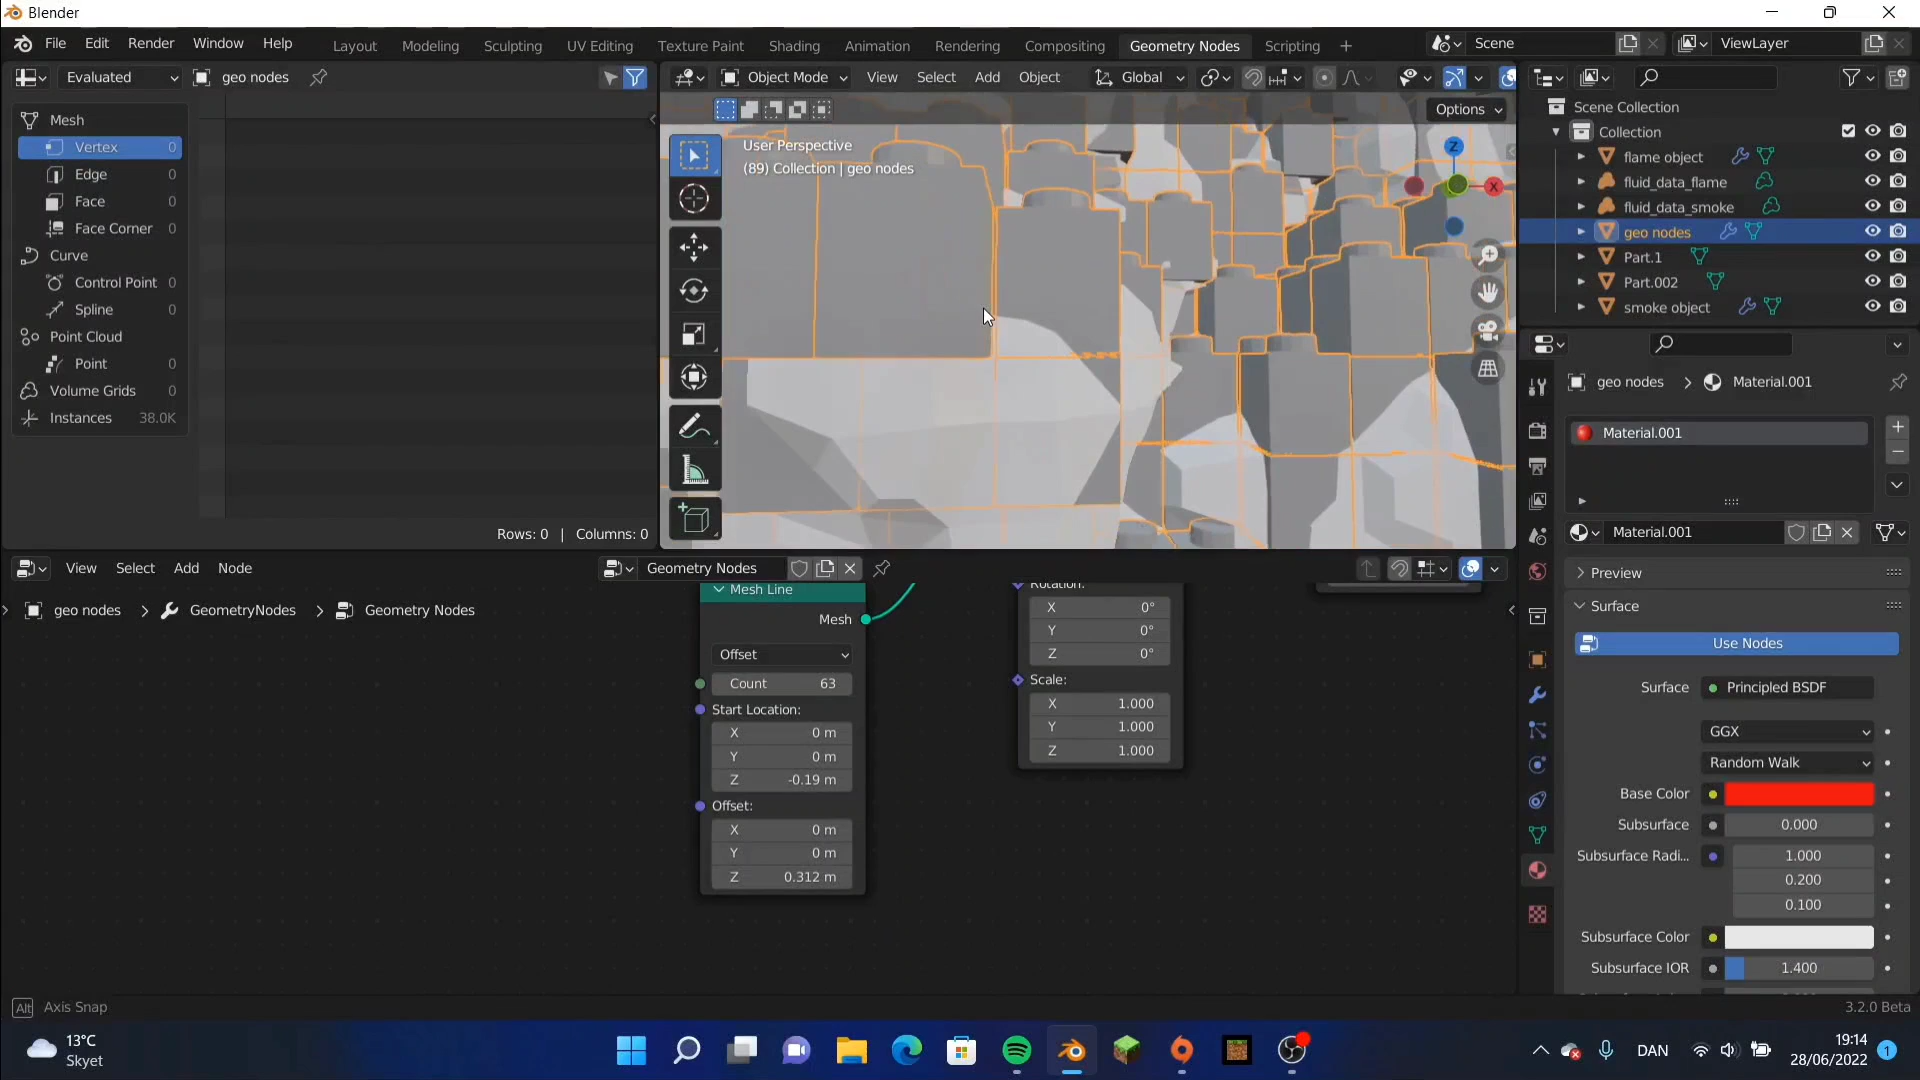 Blender
File Edit Render Window Help Layout Modeling Sculpting UV Editing Texture Paint Shading Animation Rendering Compositing Geometry Nodes Scripting + Scene ViewLayer
Evaluated geo nodes Object Mode View Select Add Object Global
Options
Mesh
Vertex 0
Edge 0
Face 0
Face Corner 0
Curve
Control Point 0
Spline 0
Point Cloud
Point 0
Volume Grids 0
Instances 38.0K
Rows: 0 | Columns: 0
User Perspective
(89) Collection | geo nodes
Z
X
Scene Collection
Collection
flame object
fluid_data_flame
fluid_data_smoke
geo nodes
Part.1
Part.002
smoke object
geo nodes > Material.001
Material.001
Material.001
Preview
Surface
Use Nodes
Surface Principled BSDF
GGX
Random Walk
Base Color
Subsurface 0.000
Subsurface Radi... 1.000
0.200
0.100
Subsurface Color
Subsurface IOR 1.400
View Select Add Node Geometry Nodes
geo nodes > GeometryNodes > Geometry Nodes
Mesh Line
Mesh
Offset
Count 63
Start Location:
X 0 m
Y 0 m
Z -0.19 m
Offset:
X 0 m
Y 0 m
Z 0.312 m
Rotation:
X 0°
Y 0°
Z 0°
Scale:
X 1.000
Y 1.000
Z 1.000
Alt Axis Snap
3.2.0 Beta
13°C
Skyet
DAN
19:14
28/06/2022
1